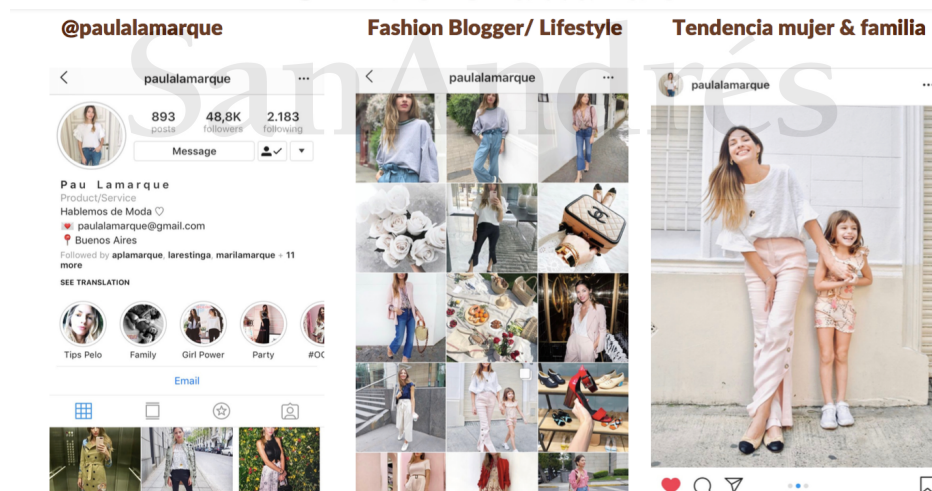 @paulalamarque
Fashion Blogger/ Lifestyle
Tendencia mujer & familia
SanAndrés
paulalamarque
893
48,8K
2.183
posts
followers
following
Message
Pau Lamarque
Product/Service
Hablemos de Moda ♡
💌 paulalamarque@gmail.com
📍 Buenos Aires
Followed by aplamarque, larestinga, marilamarque + 11
more
SEE TRANSLATION
Tips Pelo
Family
Girl Power
Party
#OO
Email
paulalamarque
paulalamarque